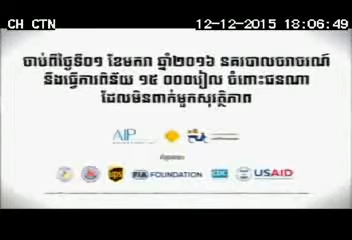 CH CTN 12-12-2015 18:06:49
ចាប់ពីថ្ងៃទី០១ ខែមករា ឆ្នាំ២០១៦ នគរបាលចរាចរណ៍
នឹងធ្វើការពិន័យ ១៥ ០០០រៀល ចំពោះជនណា
ដែលមិនពាក់មួកសុវត្ថិភាព
AIP
ups FIA FOUNDATION CDC USAID